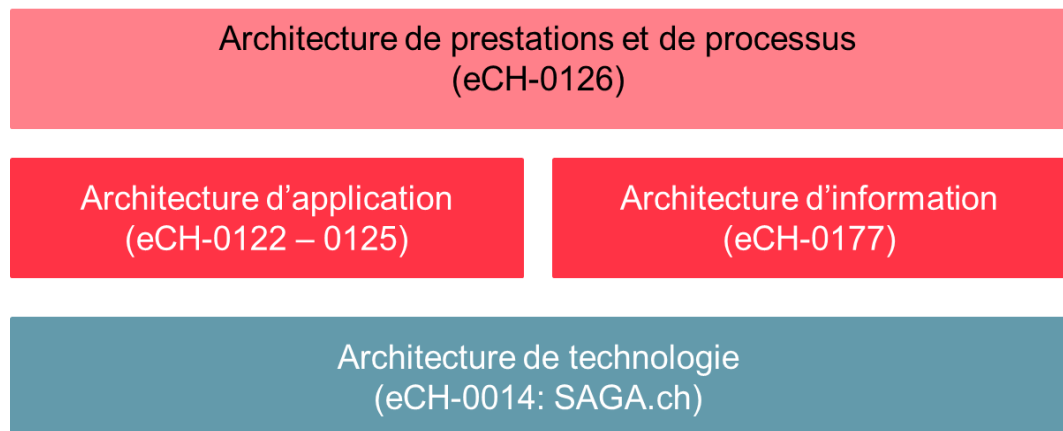 Architecture de prestations et de processus
(eCH-0126)
Architecture d’application
(eCH-0122 – 0125)
Architecture d’information
(eCH-0177)
Architecture de technologie
(eCH-0014: SAGA.ch)